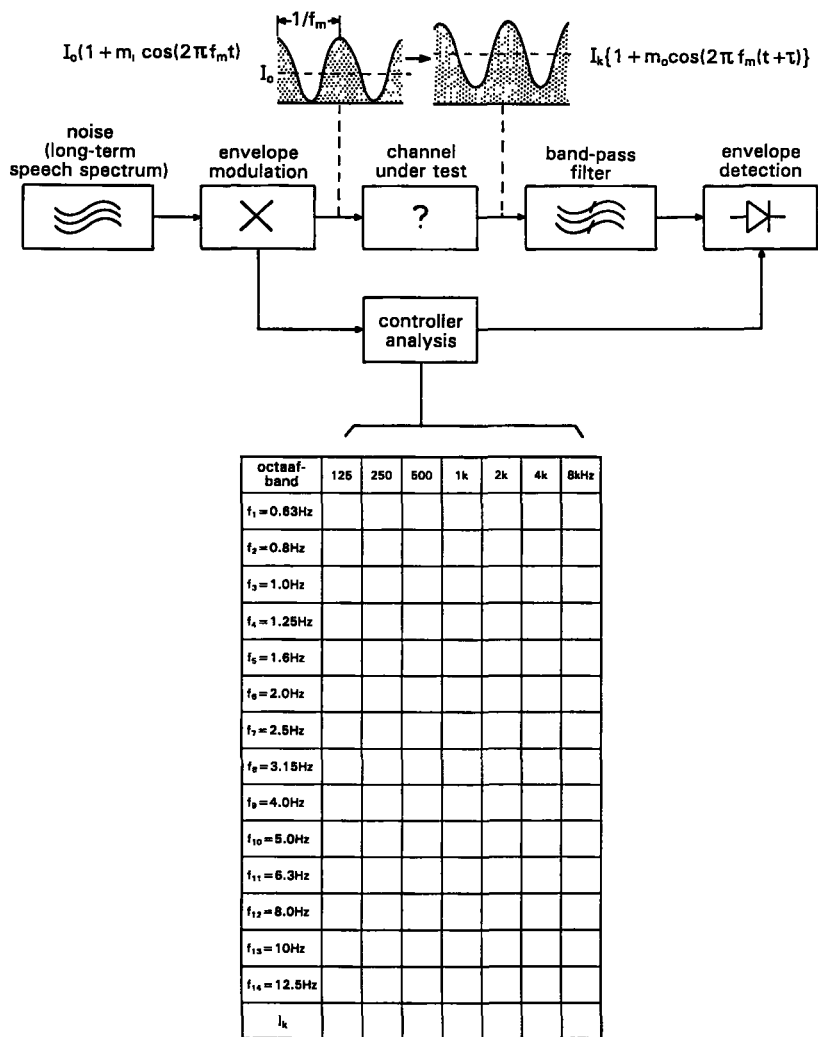 1/fₘ
I₀(1 + mᵢ cos(2π fₘt)
I₀
Iₖ{1 + m₀cos(2π fₘ(t + τ)}
noise
(long-term
speech spectrum)
envelope
modulation
channel
under test
band-pass
filter
envelope
detection
?
controller
analysis
octaaf-
band 125 250 500 1k 2k 4k 8kHz
f₁=0.63Hz
f₂=0.8Hz
f₃=1.0Hz
f₄=1.25Hz
f₅=1.6Hz
f₆=2.0Hz
f₇=2.5Hz
f₈=3.15Hz
f₉=4.0Hz
f₁₀=5.0Hz
f₁₁=6.3Hz
f₁₂=8.0Hz
f₁₃=10Hz
f₁₄=12.5Hz
Iₖ